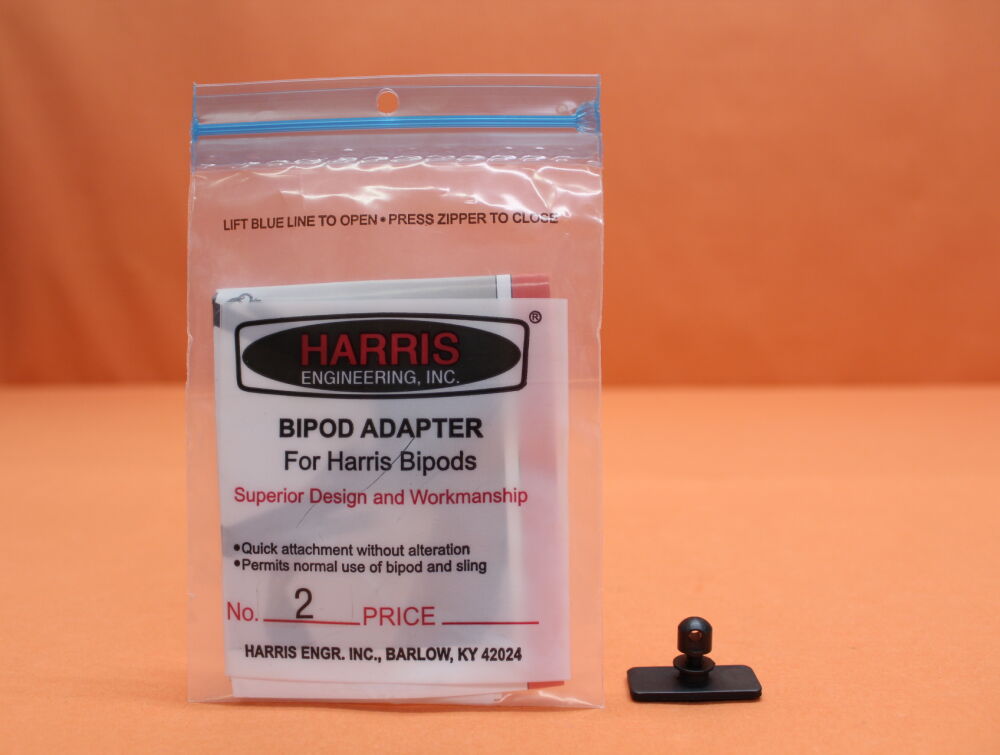 LIFT BLUE LINE TO OPEN • PRESS ZIPPER TO CLOSE
®
HARRIS
ENGINEERING, INC.
BIPOD ADAPTER
For Harris Bipods
Superior Design and Workmanship
•Quick attachment without alteration
•Permits normal use of bipod and sling
No. 2 PRICE
HARRIS ENGR. INC., BARLOW, KY 42024